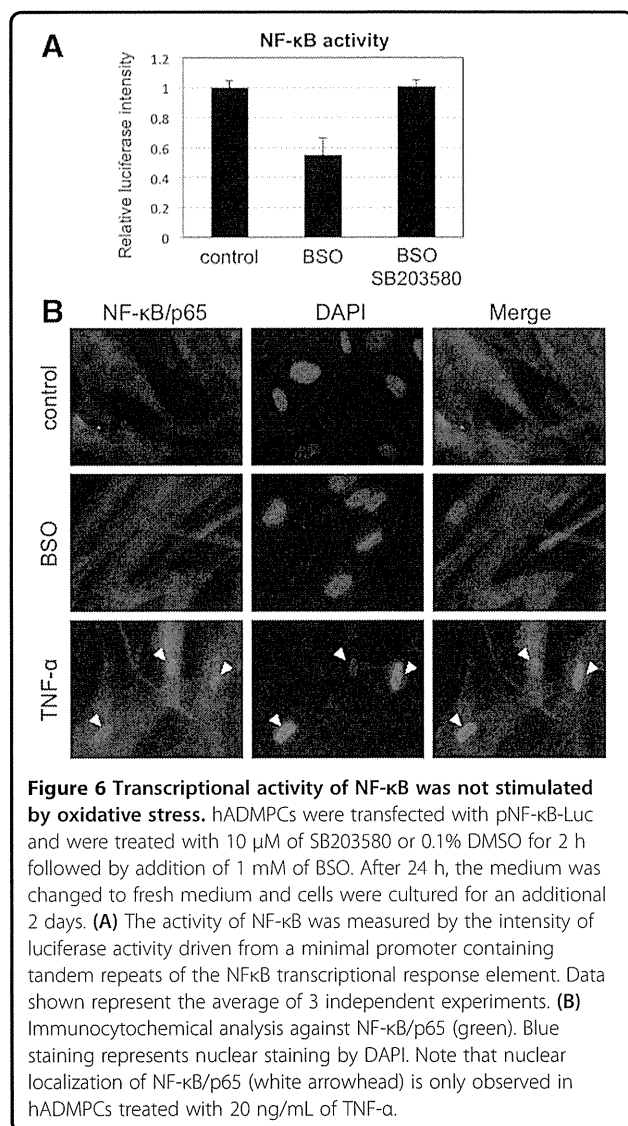 A
NF-κB activity
Relative luciferase intensity
1.2
1
0.8
0.6
0.4
0.2
0
control
BSO
BSO
SB203580
B
NF-κB/p65
DAPI
Merge
control
BSO
TNF-α
Figure 6 Transcriptional activity of NF-κB was not stimulated
by oxidative stress. hADMPCs were transfected with pNF-κB-Luc
and were treated with 10 μM of SB203580 or 0.1% DMSO for 2 h
followed by addition of 1 mM of BSO. After 24 h, the medium was
changed to fresh medium and cells were cultured for an additional
2 days. (A) The activity of NF-κB was measured by the intensity of
luciferase activity driven from a minimal promoter containing
tandem repeats of the NFκB transcriptional response element. Data
shown represent the average of 3 independent experiments. (B)
Immunocytochemical analysis against NF-κB/p65 (green). Blue
staining represents nuclear staining by DAPI. Note that nuclear
localization of NF-κB/p65 (white arrowhead) is only observed in
hADMPCs treated with 20 ng/mL of TNF-α.